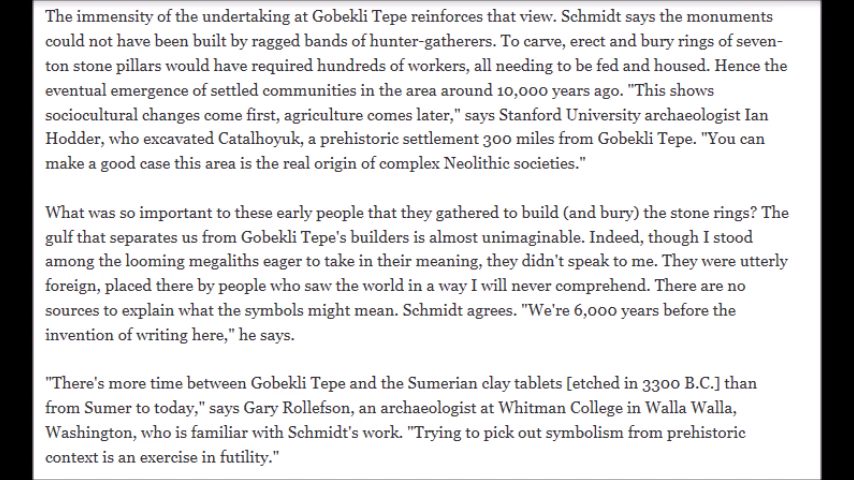 The immensity of the undertaking at Gobekli Tepe reinforces that view. Schmidt says the monuments
could not have been built by ragged bands of hunter-gatherers. To carve, erect and bury rings of seven-
ton stone pillars would have required hundreds of workers, all needing to be fed and housed. Hence the
eventual emergence of settled communities in the area around 10,000 years ago. "This shows
sociocultural changes come first, agriculture comes later," says Stanford University archaeologist Ian
Hodder, who excavated Catalhoyuk, a prehistoric settlement 300 miles from Gobekli Tepe. "You can
make a good case this area is the real origin of complex Neolithic societies."
What was so important to these early people that they gathered to build (and bury) the stone rings? The
gulf that separates us from Gobekli Tepe's builders is almost unimaginable. Indeed, though I stood
among the looming megaliths eager to take in their meaning, they didn't speak to me. They were utterly
foreign, placed there by people who saw the world in a way I will never comprehend. There are no
sources to explain what the symbols might mean. Schmidt agrees. "We're 6,000 years before the
invention of writing here," he says.
"There's more time between Gobekli Tepe and the Sumerian clay tablets [etched in 3300 B.C.] than
from Sumer to today," says Gary Rollefson, an archaeologist at Whitman College in Walla Walla,
Washington, who is familiar with Schmidt's work. "Trying to pick out symbolism from prehistoric
context is an exercise in futility."